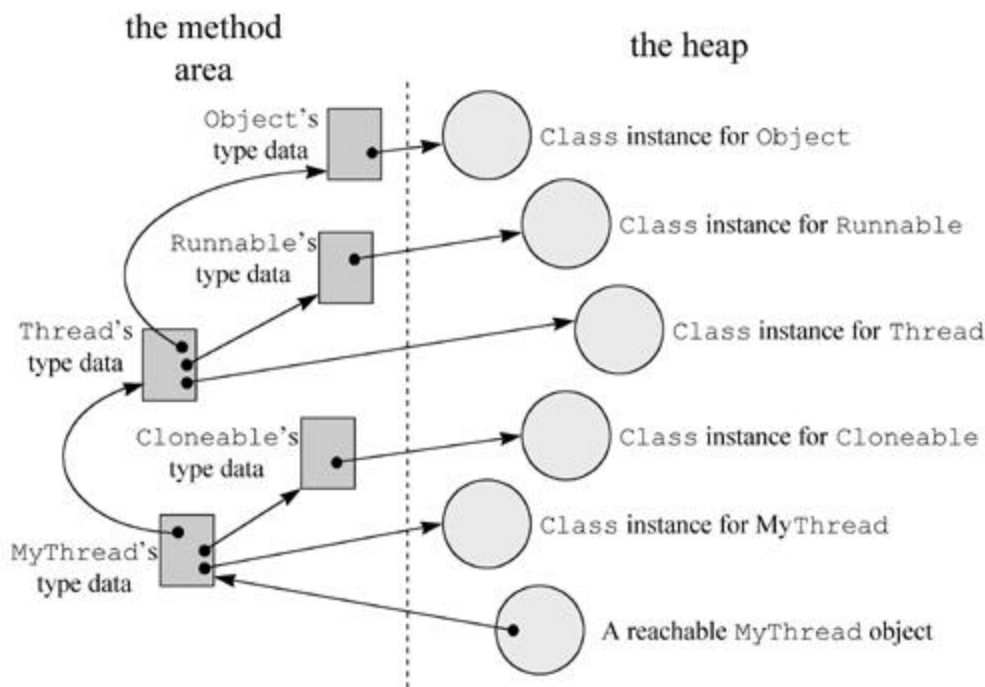 the method
area
the heap
Object's
type data
Class instance for Object
Runnable's
type data
Class instance for Runnable
Thread's
type data
Class instance for Thread
Cloneable's
type data
Class instance for Cloneable
MyThread's
type data
Class instance for MyThread
A reachable MyThread object